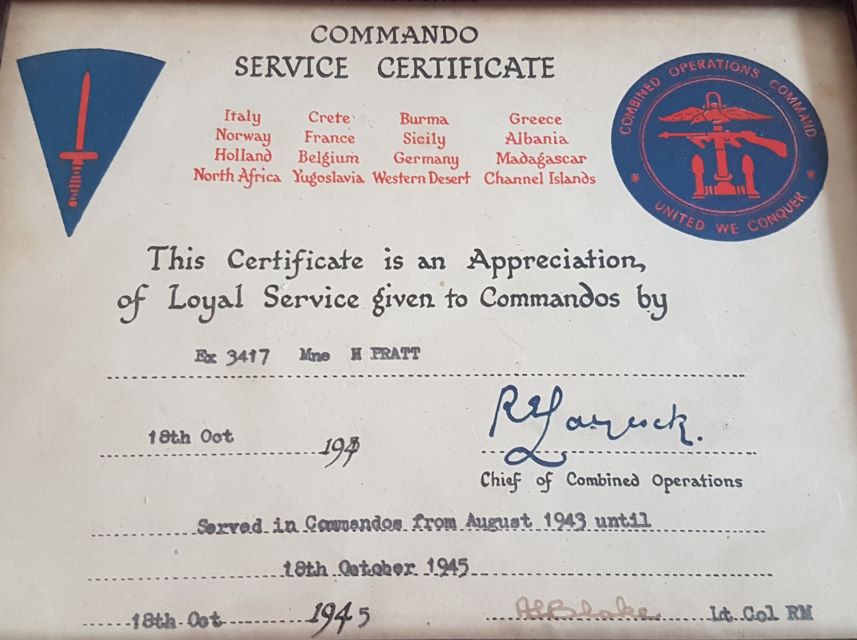 COMMANDO
SERVICE CERTIFICATE
COMBINED OPERATIONS COMMAND
UNITED WE CONQUER
Italy Crete Burma Greece
Norway France Sicily Albania
Holland Belgium Germany Madagascar
North Africa Yugoslavia Western Desert Channel Islands
This Certificate is an Appreciation,
of Loyal Service given to Commandos by
Ex 3417 Mne H PRATT
18th Oct 194
R E Laycock.
Chief of Combined Operations
Served in Commandos from August 1943 until
18th October 1945
18th Oct 1945 Blake Lt Col RM